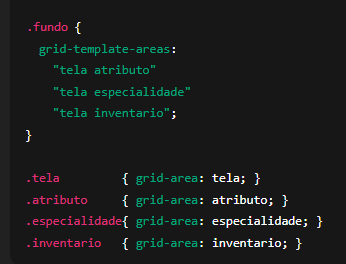 .fundo {
  grid-template-areas:
    "tela atributo"
    "tela especialidade"
    "tela inventario";
}

.tela        { grid-area: tela; }
.atributo    { grid-area: atributo; }
.especialidade{ grid-area: especialidade; }
.inventario  { grid-area: inventario; }